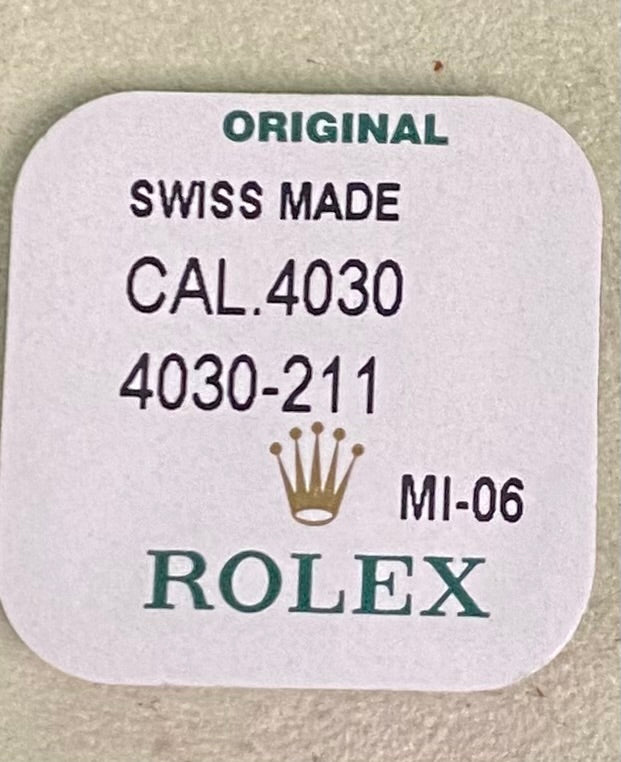 ORIGINAL
SWISS MADE
CAL.4030
4030-211
MI-06
ROLEX